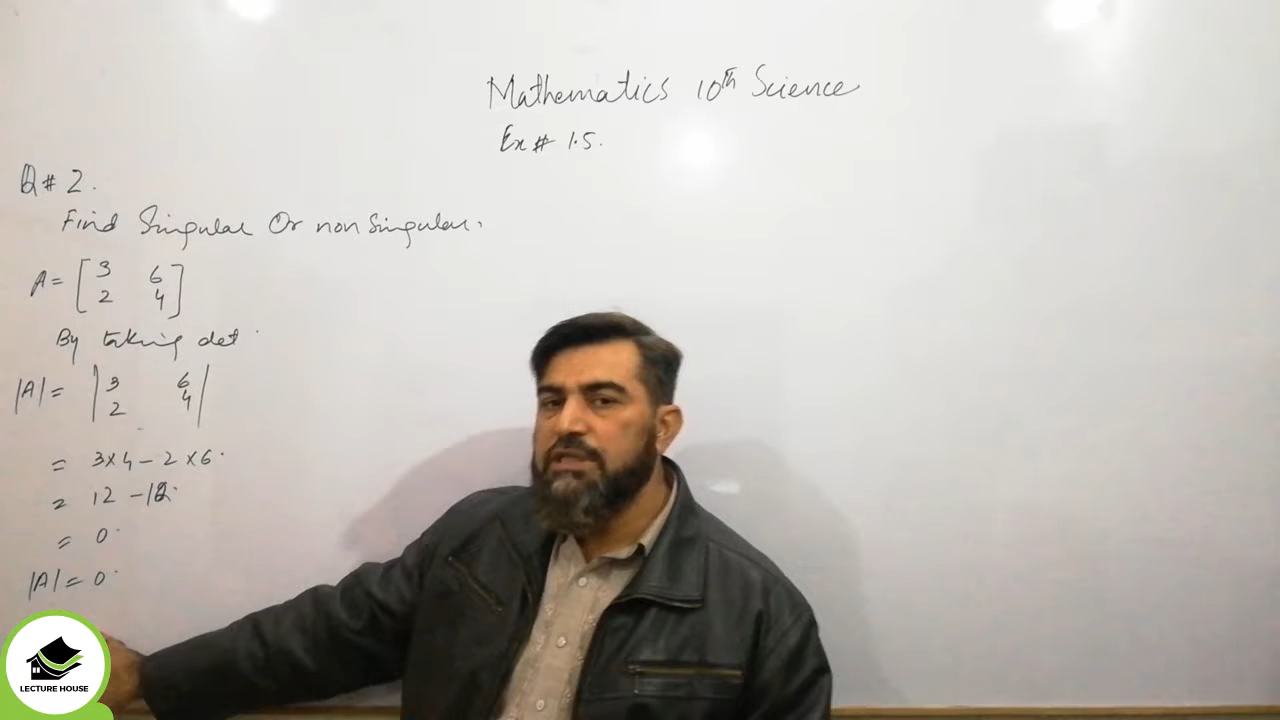 Mathematics 10th Science
Ex # 1.5.
Q # 2.
Find Singular Or non Singular.
A = [3 6
2 4]
By taking det
|A| = |3 6
2 4|
= 3×4 - 2×6
= 12 - 12
= 0
|A| = 0
LECTURE HOUSE